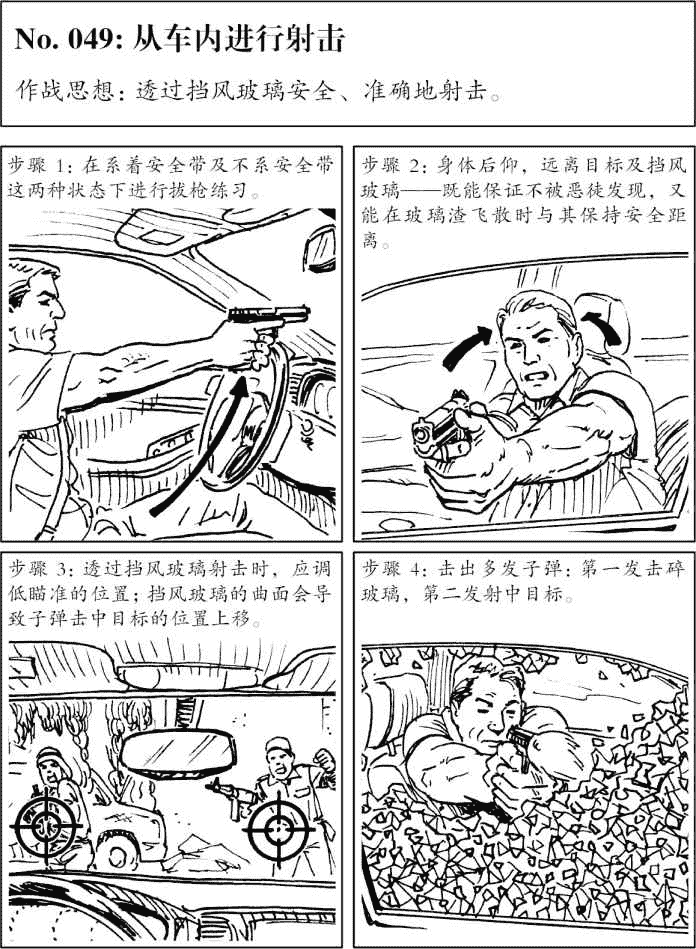 No. 049: 从车内进行射击
作战思想：透过挡风玻璃安全、准确地射击。
步骤 1：在系着安全带及不系安全带
这两种状态下进行拔枪练习。
步骤 2：身体后仰，远离目标及挡风
玻璃——既能保证不被恶徒发现，又
能在玻璃渣飞散时与其保持安全距
离。
步骤 3：透过挡风玻璃射击时，应调
低瞄准的位置；挡风玻璃的曲面会导
致子弹击中目标的位置上移。
步骤 4：击出多发子弹：第一发击碎
玻璃，第二发射中目标。